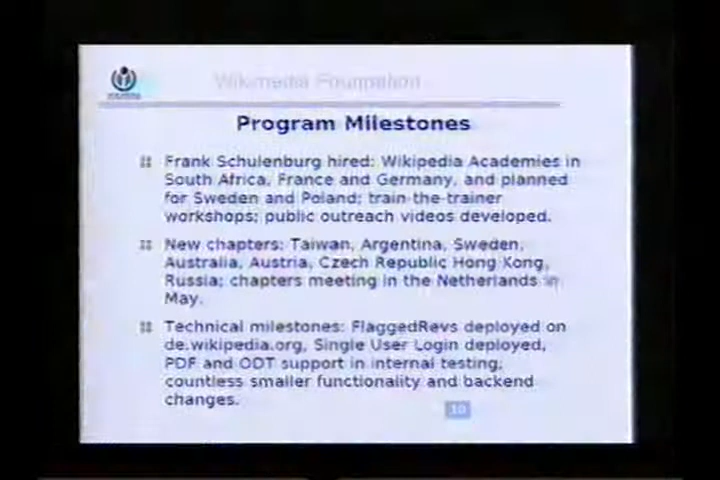 Wikimedia Foundation
Program Milestones
Frank Schulenburg hired: Wikipedia Academies in
South Africa, France and Germany, and planned
for Sweden and Poland; train-the-trainer
workshops; public outreach videos developed.
New chapters: Taiwan, Argentina, Sweden,
Australia, Austria, Czech Republic Hong Kong,
Russia; chapters meeting in the Netherlands in
May.
Technical milestones: FlaggedRevs deployed on
de.wikipedia.org, Single User Login deployed,
PDF and ODT support in internal testing;
countless smaller functionality and backend
changes.
10